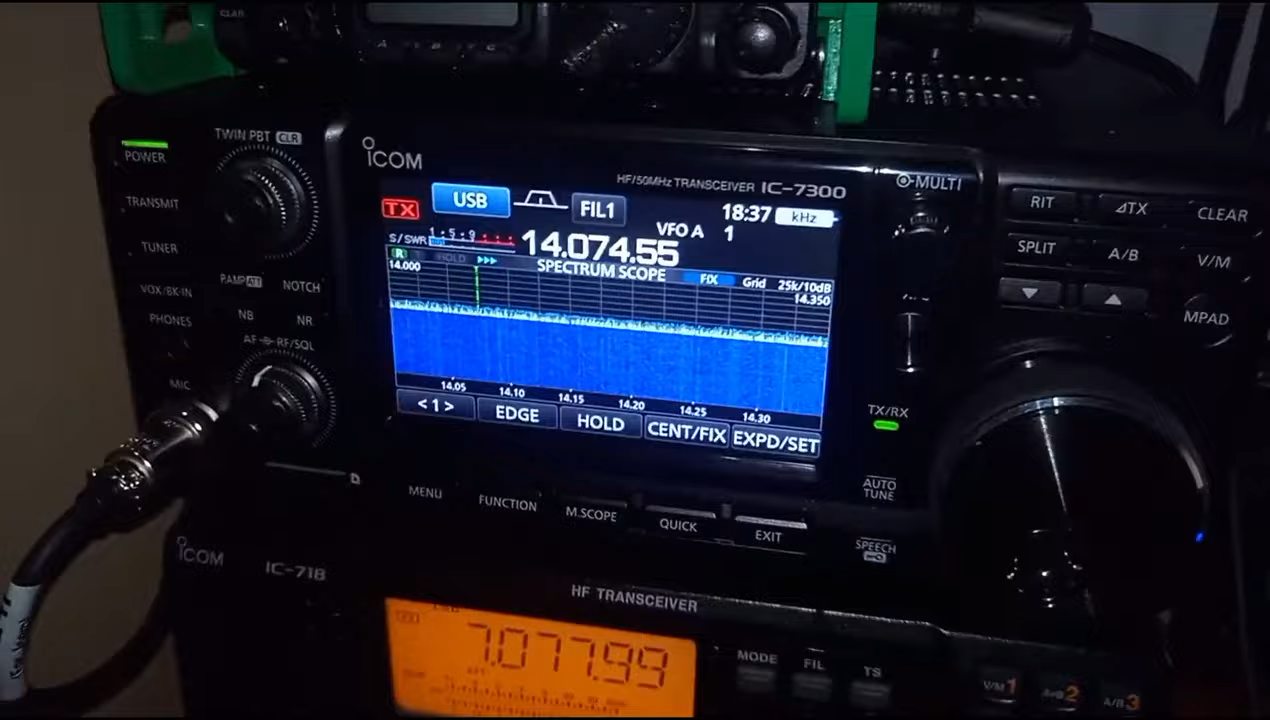 CLAR
A B C
POWER
TWIN PBT CLR
ICOM
HF/50MHz TRANSCEIVER IC-7300
MULTI
RIT
⊿TX
CLEAR
TRANSMIT
TX
USB
FIL1
18:37
kHz
VFO A
1
TUNER
S/SWR
1·5·9
14.074.55
SPLIT
A/B
V/M
P.AMP ATT
NOTCH
R
HOLD
SPECTRUM SCOPE
FIX
Grid
25k/10dB
14.000
14.350
VOX/BK-IN
PHONES
NB
NR
MPAD
AF RF/SQL
MIC
14.05 14.10 14.15 14.20 14.25 14.30
<1>
EDGE
HOLD
CENT/FIX
EXPD/SET
TX/RX
AUTO
TUNE
MENU
FUNCTION
M.SCOPE
QUICK
EXIT
SPEECH
ICOM
IC-718
HF TRANSCEIVER
7.077.99
MODE
FIL
TS
V/M 1
A=B 2
A/B 3